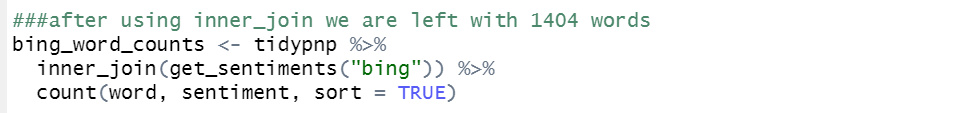 ###after using inner_join we are left with 1404 words
bing_word_counts <- tidypnp %>%
  inner_join(get_sentiments("bing")) %>%
  count(word, sentiment, sort = TRUE)